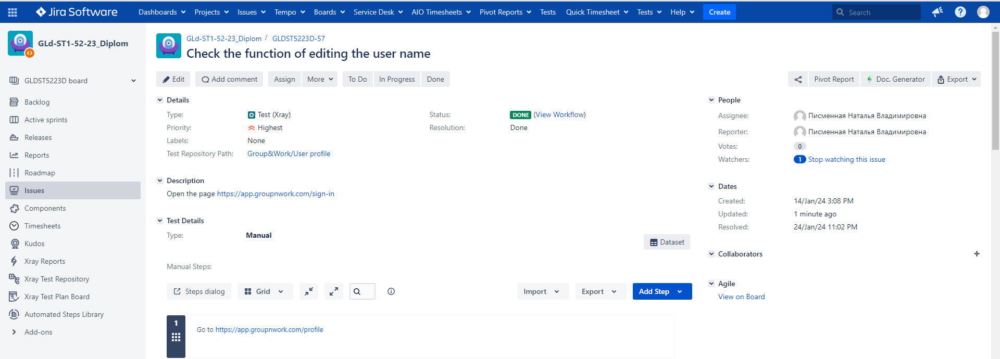 Jira Software Dashboards Projects Issues Tempo Boards Service Desk AIO Timesheets Pivot Reports Tests Quick Timesheet Tests Help Create Search
GLd-ST1-52-23_Diplom
GLDST5223D board
Backlog
Active sprints
Releases
Reports
Roadmap
Issues
Components
Timesheets
Kudos
Xray Reports
Xray Test Repository
Xray Test Plan Board
Automated Steps Library
Add-ons
GLd-ST1-52-23_Diplom / GLDST5223D-57
Check the function of editing the user name
Edit Add comment Assign More To Do In Progress Done Pivot Report Doc. Generator Export
Details
Type: Test (Xray) Status: DONE (View Workflow)
Priority: Highest Resolution: Done
Labels: None
Test Repository Path: Group&Work/User profile
Description
Open the page https://app.groupnwork.com/sign-in
Test Details
Type: Manual
Dataset
Manual Steps:
Steps dialog Grid Import Export Add Step
1 Go to https://app.groupnwork.com/profile
People
Assignee: Писменная Наталья Владимировна
Reporter: Писменная Наталья Владимировна
Votes: 0
Watchers: 1 Stop watching this issue
Dates
Created: 14/Jan/24 3:08 PM
Updated: 1 minute ago
Resolved: 24/Jan/24 11:02 PM
Collaborators
Agile
View on Board